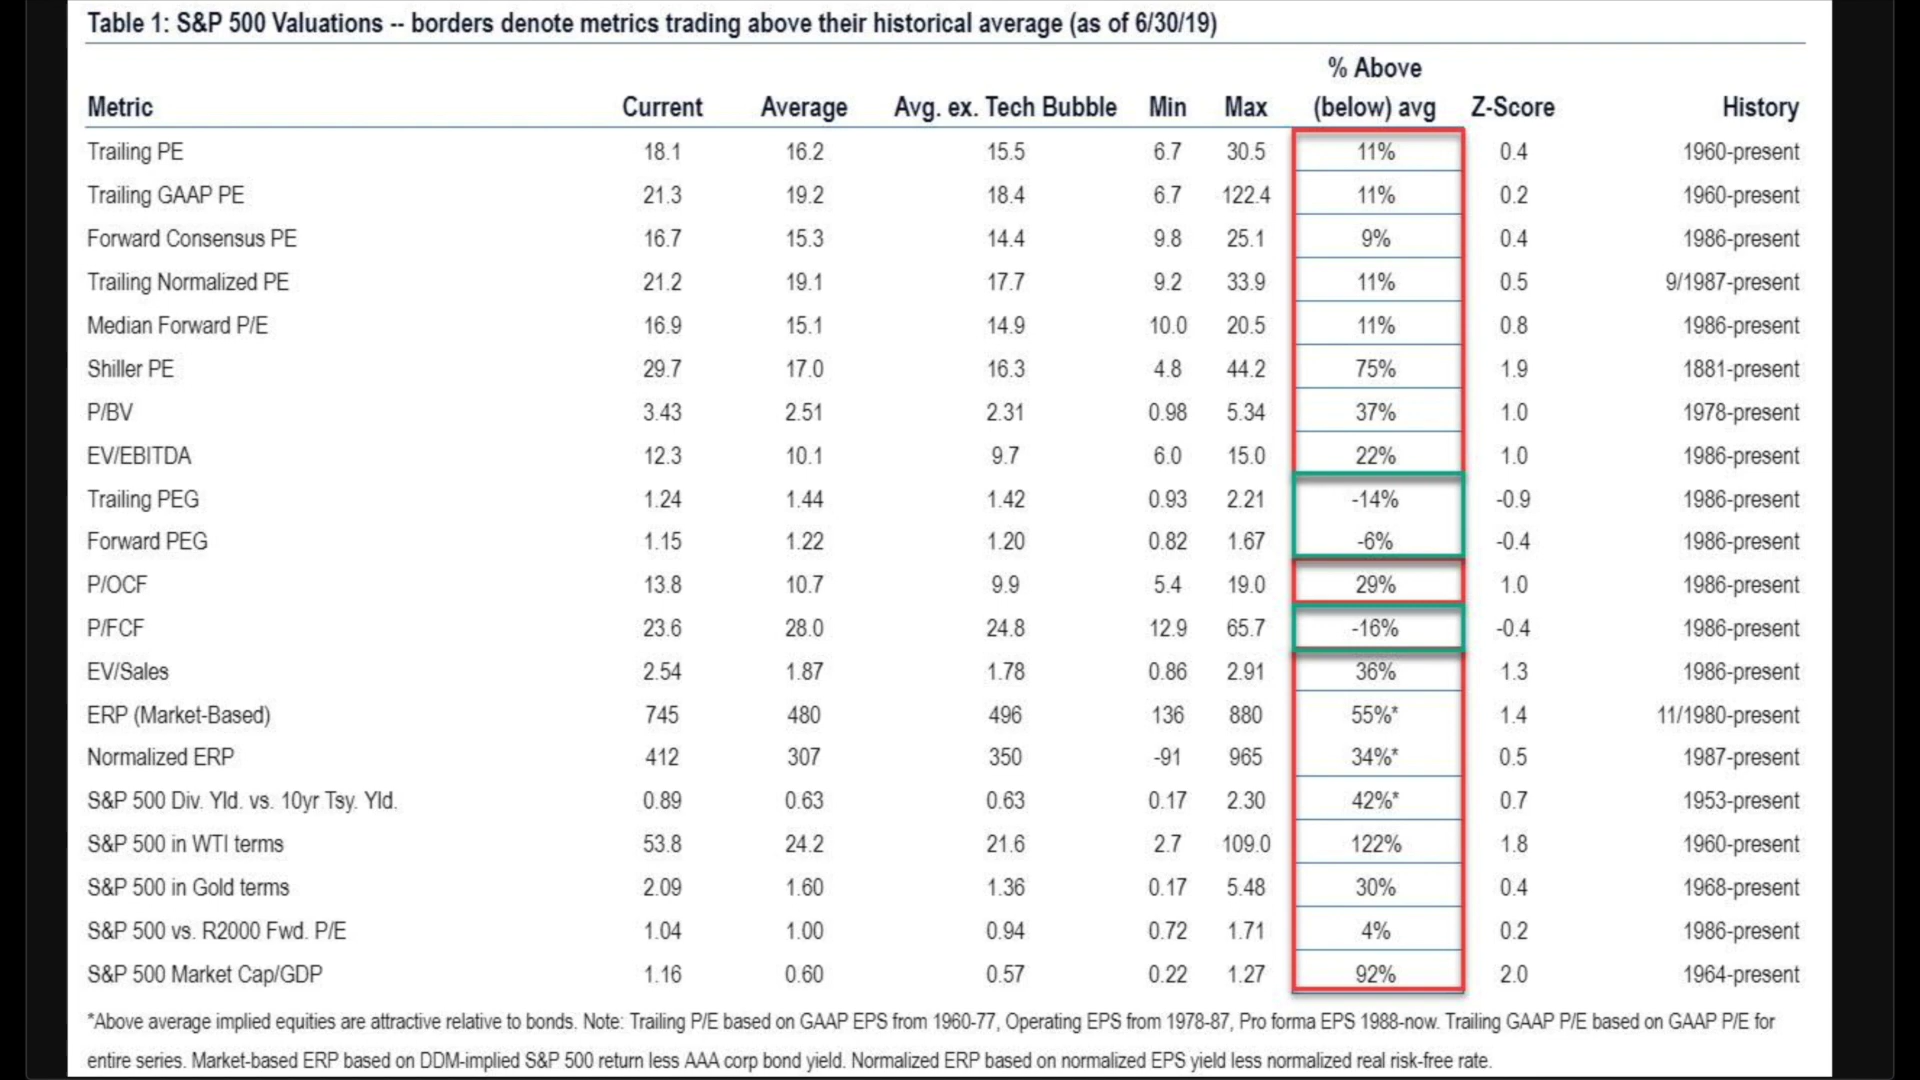 Table 1: S&P 500 Valuations -- borders denote metrics trading above their historical average (as of 6/30/19)
% Above
Metric Current Average Avg. ex. Tech Bubble Min Max (below) avg Z-Score History
Trailing PE 18.1 16.2 15.5 6.7 30.5 11% 0.4 1960-present
Trailing GAAP PE 21.3 19.2 18.4 6.7 122.4 11% 0.2 1960-present
Forward Consensus PE 16.7 15.3 14.4 9.8 25.1 9% 0.4 1986-present
Trailing Normalized PE 21.2 19.1 17.7 9.2 33.9 11% 0.5 9/1987-present
Median Forward P/E 16.9 15.1 14.9 10.0 20.5 11% 0.8 1986-present
Shiller PE 29.7 17.0 16.3 4.8 44.2 75% 1.9 1881-present
P/BV 3.43 2.51 2.31 0.98 5.34 37% 1.0 1978-present
EV/EBITDA 12.3 10.1 9.7 6.0 15.0 22% 1.0 1986-present
Trailing PEG 1.24 1.44 1.42 0.93 2.21 -14% -0.9 1986-present
Forward PEG 1.15 1.22 1.20 0.82 1.67 -6% -0.4 1986-present
P/OCF 13.8 10.7 9.9 5.4 19.0 29% 1.0 1986-present
P/FCF 23.6 28.0 24.8 12.9 65.7 -16% -0.4 1986-present
EV/Sales 2.54 1.87 1.78 0.86 2.91 36% 1.3 1986-present
ERP (Market-Based) 745 480 496 136 880 55%* 1.4 11/1980-present
Normalized ERP 412 307 350 -91 965 34%* 0.5 1987-present
S&P 500 Div. Yld. vs. 10yr Tsy. Yld. 0.89 0.63 0.63 0.17 2.30 42%* 0.7 1953-present
S&P 500 in WTI terms 53.8 24.2 21.6 2.7 109.0 122% 1.8 1960-present
S&P 500 in Gold terms 2.09 1.60 1.36 0.17 5.48 30% 0.4 1968-present
S&P 500 vs. R2000 Fwd. P/E 1.04 1.00 0.94 0.72 1.71 4% 0.2 1986-present
S&P 500 Market Cap/GDP 1.16 0.60 0.57 0.22 1.27 92% 2.0 1964-present
*Above average implied equities are attractive relative to bonds. Note: Trailing P/E based on GAAP EPS from 1960-77, Operating EPS from 1978-87, Pro forma EPS 1988-now. Trailing GAAP P/E based on GAAP P/E for
entire series. Market-based ERP based on DDM-implied S&P 500 return less AAA corp bond yield. Normalized ERP based on normalized EPS yield less normalized real risk-free rate.